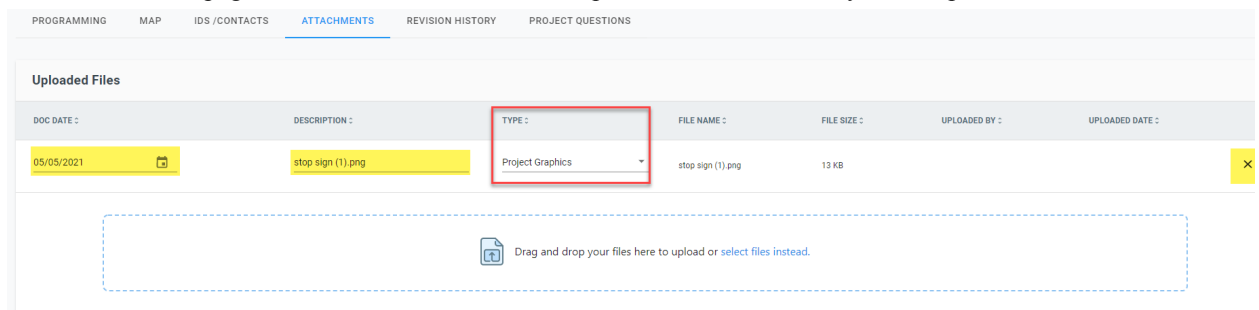 PROGRAMMING MAP IDS /CONTACTS ATTACHMENTS REVISION HISTORY PROJECT QUESTIONS
Uploaded Files
DOC DATE DESCRIPTION TYPE FILE NAME FILE SIZE UPLOADED BY UPLOADED DATE
05/05/2021 stop sign (1).png Project Graphics stop sign (1).png 13 KB
Drag and drop your files here to upload or select files instead.